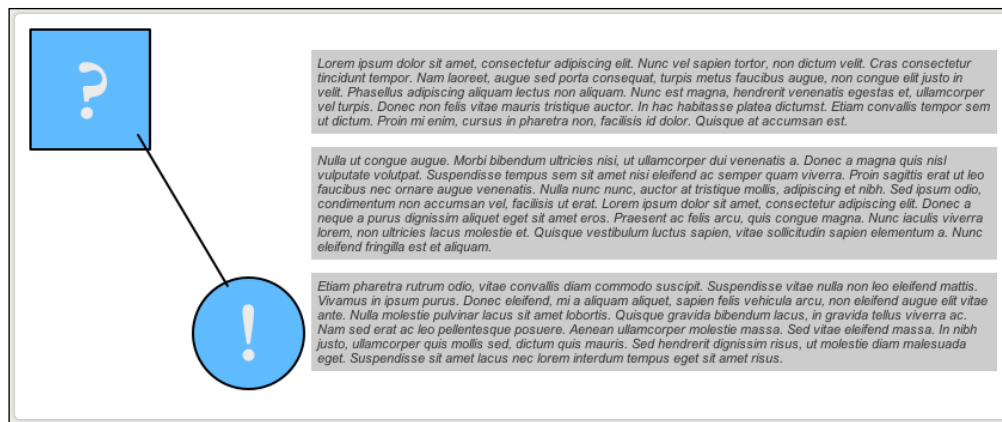 ?
Lorem ipsum dolor sit amet, consectetur adipiscing elit. Nunc vel sapien tortor, non dictum velit. Cras consectetur
tincidunt tempor. Nam laoreet, augue sed porta consequat, turpis metus faucibus augue, non congue elit justo in
velit. Phasellus adipiscing aliquam lectus non aliquam. Nunc est magna, hendrerit venenatis egestas et, ullamcorper
vel turpis. Donec non felis vitae mauris tristique auctor. In hac habitasse platea dictumst. Etiam convallis tempor sem
ut dictum. Proin mi enim, cursus in pharetra non, facilisis id dolor. Quisque at accumsan est.
Nulla ut congue augue. Morbi bibendum ultricies nisi, ut ullamcorper dui venenatis a. Donec a magna quis nisl
vulputate volutpat. Suspendisse tempus sem sit amet nisi eleifend ac semper quam viverra. Proin sagittis erat ut leo
faucibus nec ornare augue venenatis. Nulla nunc nunc, auctor at tristique mollis, adipiscing et nibh. Sed ipsum odio,
condimentum non accumsan vel, facilisis ut erat. Lorem ipsum dolor sit amet, consectetur adipiscing elit. Donec a
neque a purus dignissim aliquet eget sit amet eros. Praesent ac felis arcu, quis congue magna. Nunc iaculis viverra
lorem, non ultricies lacus molestie et. Quisque vestibulum luctus sapien, vitae sollicitudin sapien elementum a. Nunc
eleifend fringilla est et aliquam.
!
Etiam pharetra rutrum odio, vitae convallis diam commodo suscipit. Suspendisse vitae nulla non leo eleifend mattis.
Vivamus in ipsum purus. Donec eleifend, mi a aliquam aliquet, sapien felis vehicula arcu, non eleifend augue elit vitae
ante. Nulla molestie pulvinar lacus sit amet lobortis. Quisque gravida bibendum lacus, in gravida tellus viverra ac.
Nam sed erat ac leo pellentesque posuere. Aenean ullamcorper molestie massa. Sed vitae eleifend massa. In nibh
justo, ullamcorper quis mollis sed, dictum quis mauris. Sed hendrerit dignissim risus, ut molestie diam malesuada
eget. Suspendisse sit amet lacus nec lorem interdum tempus eget sit amet risus.